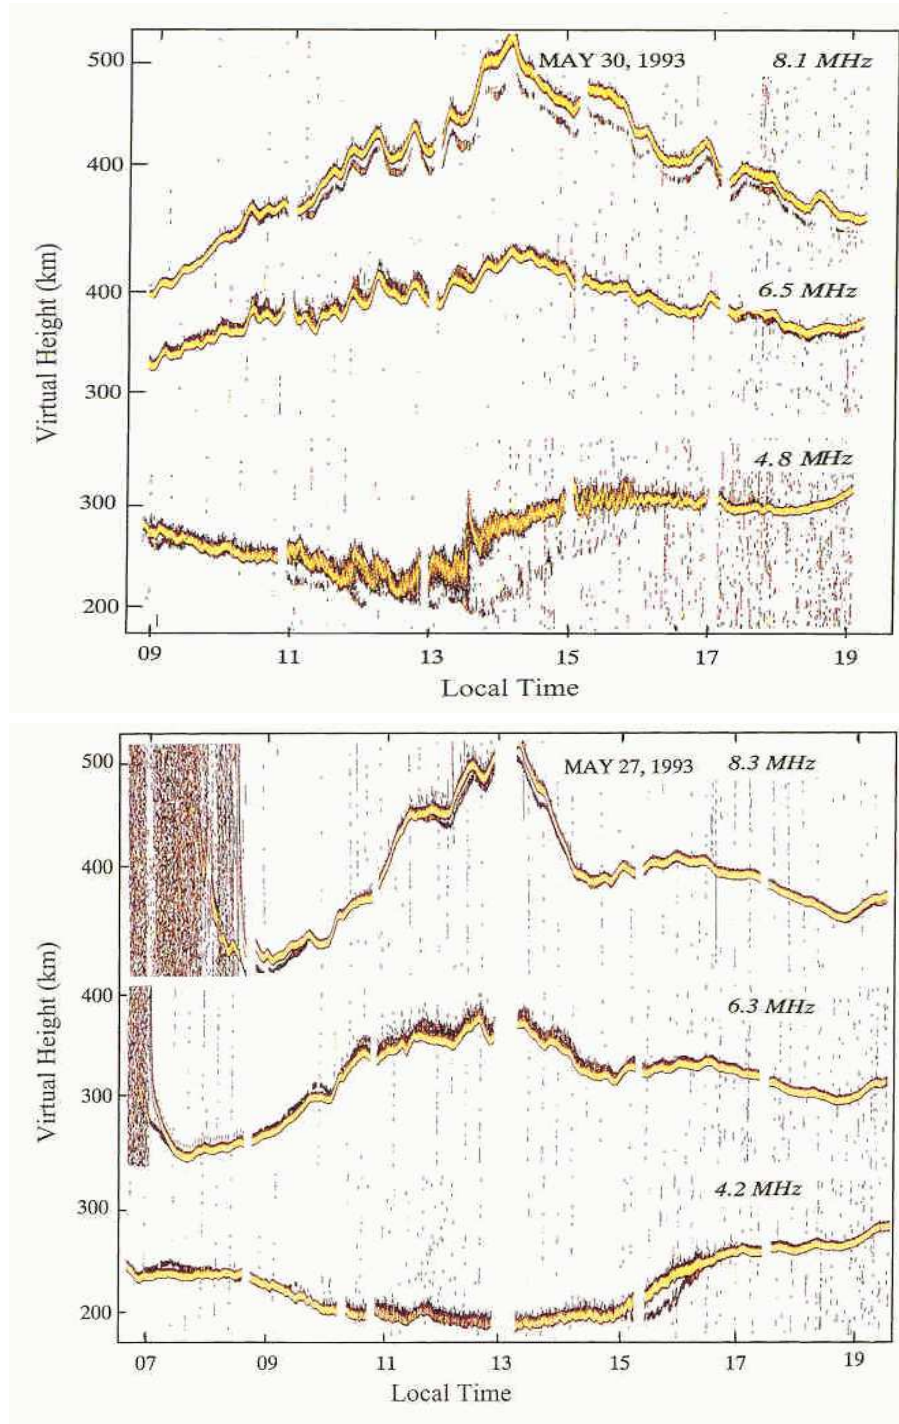 500
MAY 30, 1993
8.1 MHz
400
Virtual Height (km)
400
6.5 MHz
300
4.8 MHz
300
200
09 11 13 15 17 19
Local Time
500
MAY 27, 1993
8.3 MHz
400
Virtual Height (km)
400
6.3 MHz
300
4.2 MHz
300
200
07 09 11 13 15 17 19
Local Time